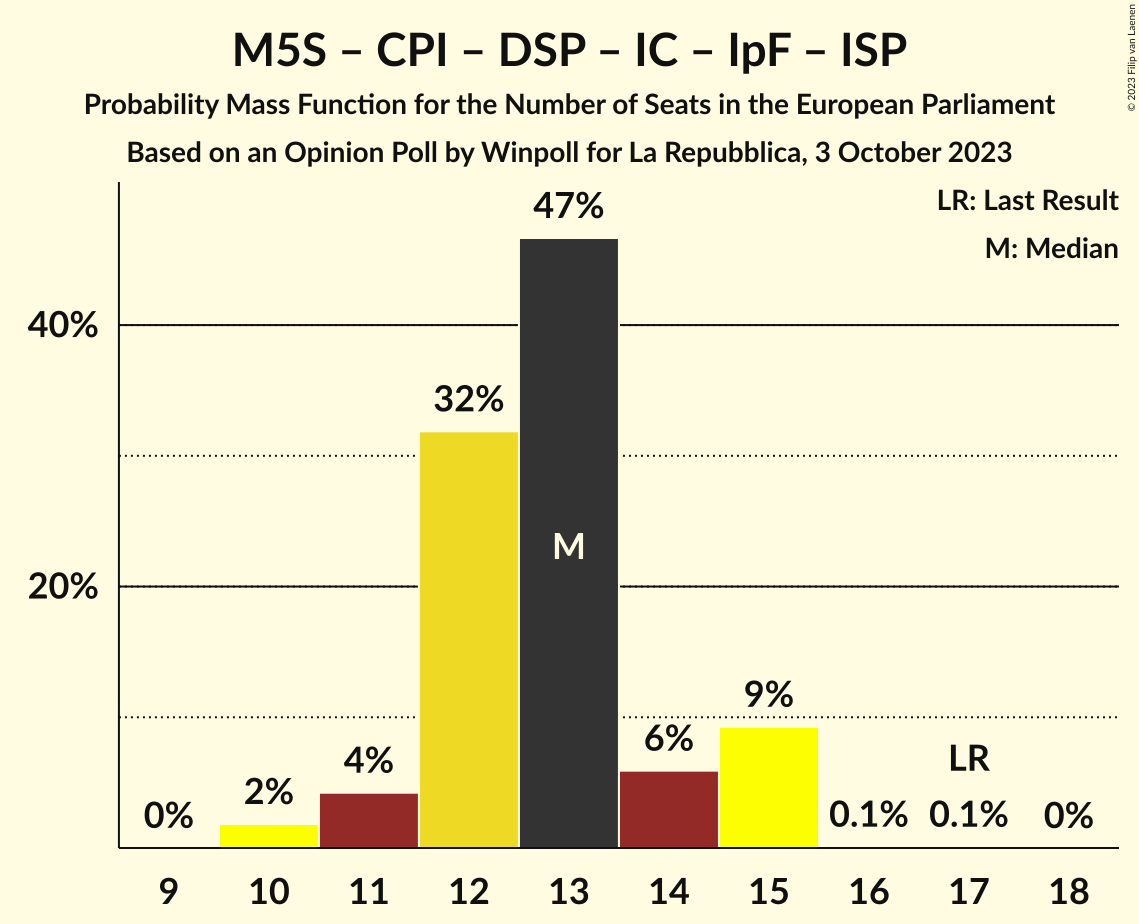 M5S – CPI – DSP – IC – IpF – ISP
Probability Mass Function for the Number of Seats in the European Parliament
Based on an Opinion Poll by Winpoll for La Repubblica, 3 October 2023
© 2023 Filip van Laenen
LR: Last Result
M: Median
47%
40%
32%
M
20%
9%
6%
4%
LR
2%
0%
0.1%
0.1%
0%
9 10 11 12 13 14 15 16 17 18